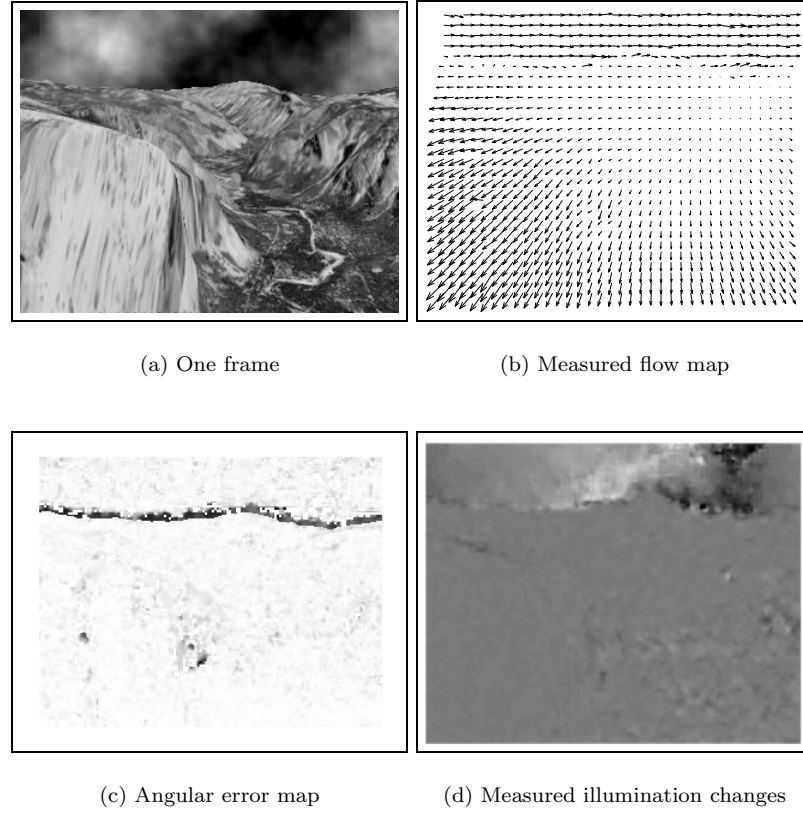 (a) One frame
(b) Measured flow map
(c) Angular error map
(d) Measured illumination changes